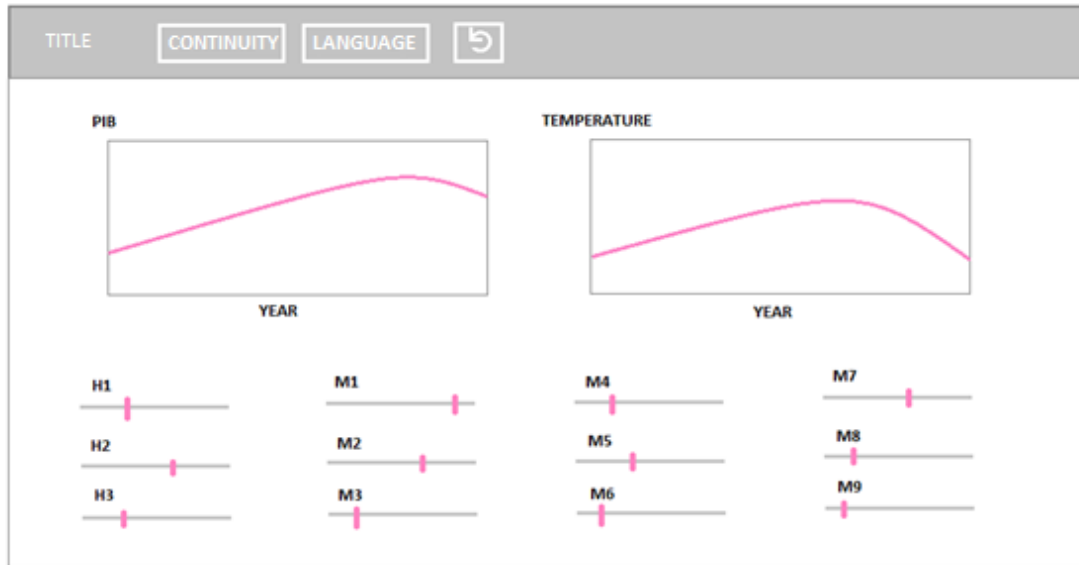 TITLE
CONTINUITY
LANGUAGE
PIB
TEMPERATURE
YEAR
YEAR
H1
M1
M4
M7
H2
M2
M5
M8
H3
M3
M6
M9